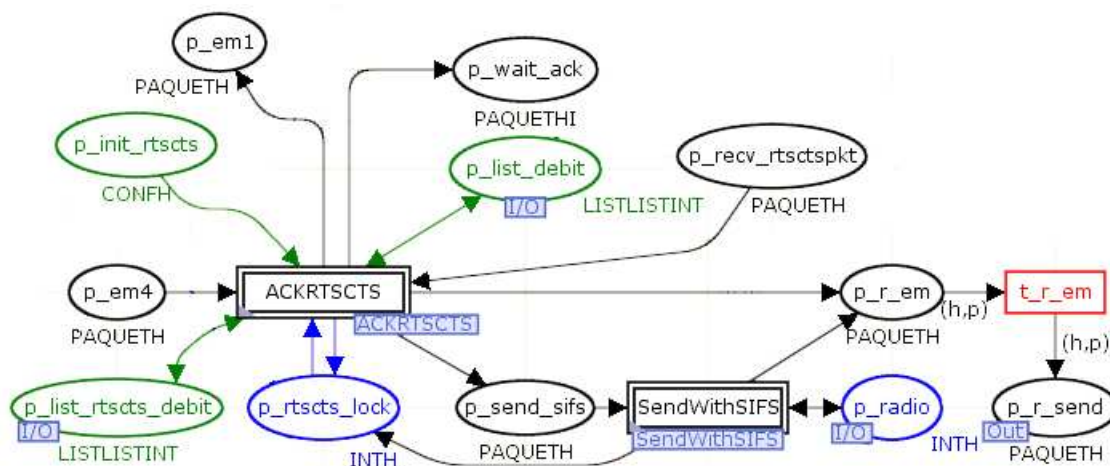 p_em1
PAQUETH
p_wait_ack
PAQUETHI
p_init_rtscts
CONFH
p_list_debit
I/O
LISTLISTINT
p_recv_rtsctspkt
PAQUETH
p_em4
PAQUETH
ACKRTSCTS
ACKRTSCTS
p_r_em
PAQUETH
(h,p)
t_r_em
(h,p)
p_list_rtscts_debit
I/O
LISTLISTINT
p_rtscts_lock
INTH
p_send_sifs
PAQUETH
SendWithSIFS
SendWithSIFS
p_radio
I/O
INTH
p_r_send
Out
PAQUETH